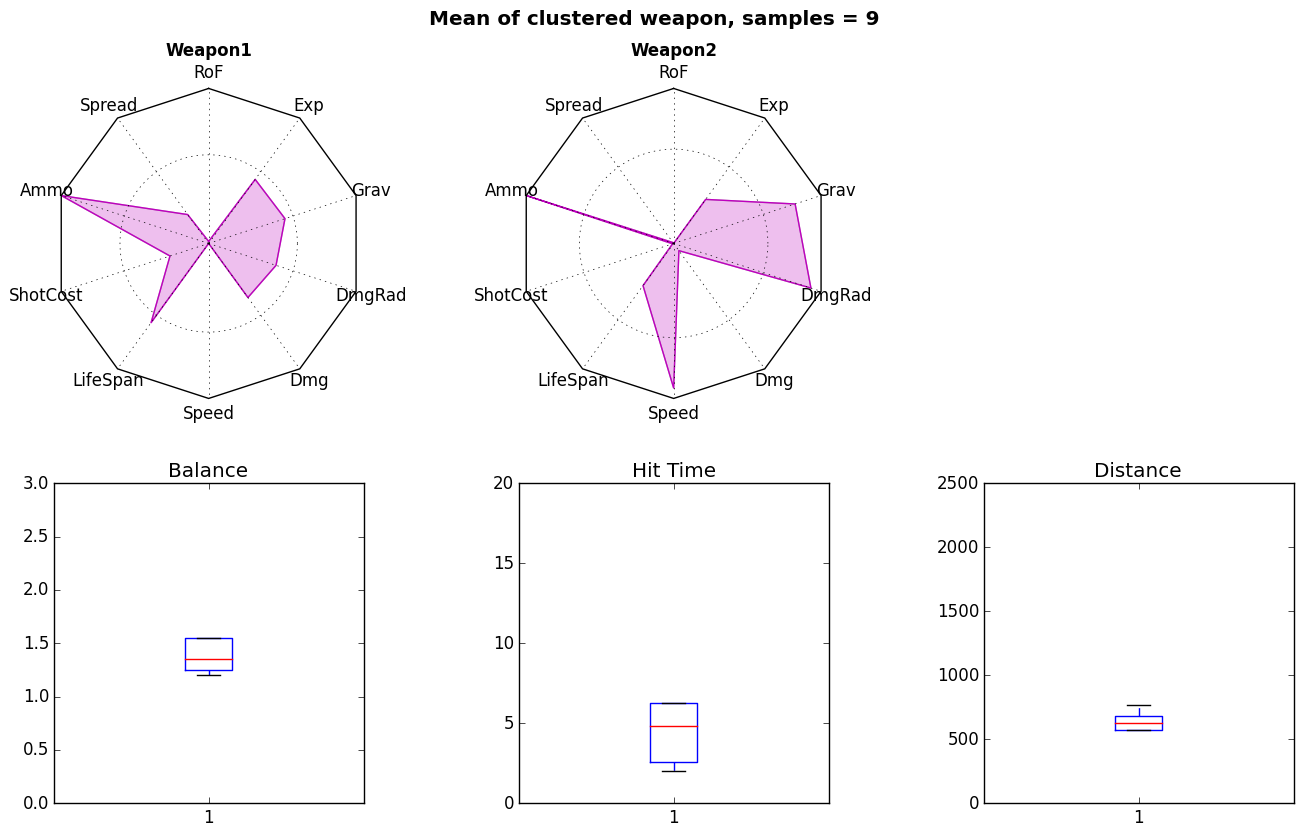 Mean of clustered weapon, samples = 9
Weapon1
RoF
Spread
Exp
Ammo
Grav
ShotCost
DmgRad
LifeSpan
Dmg
Speed
Weapon2
RoF
Spread
Exp
Ammo
Grav
ShotCost
DmgRad
LifeSpan
Dmg
Speed
Balance
3.0
2.5
2.0
1.5
1.0
0.5
0.0
1
Hit Time
20
15
10
5
0
1
Distance
2500
2000
1500
1000
500
0
1